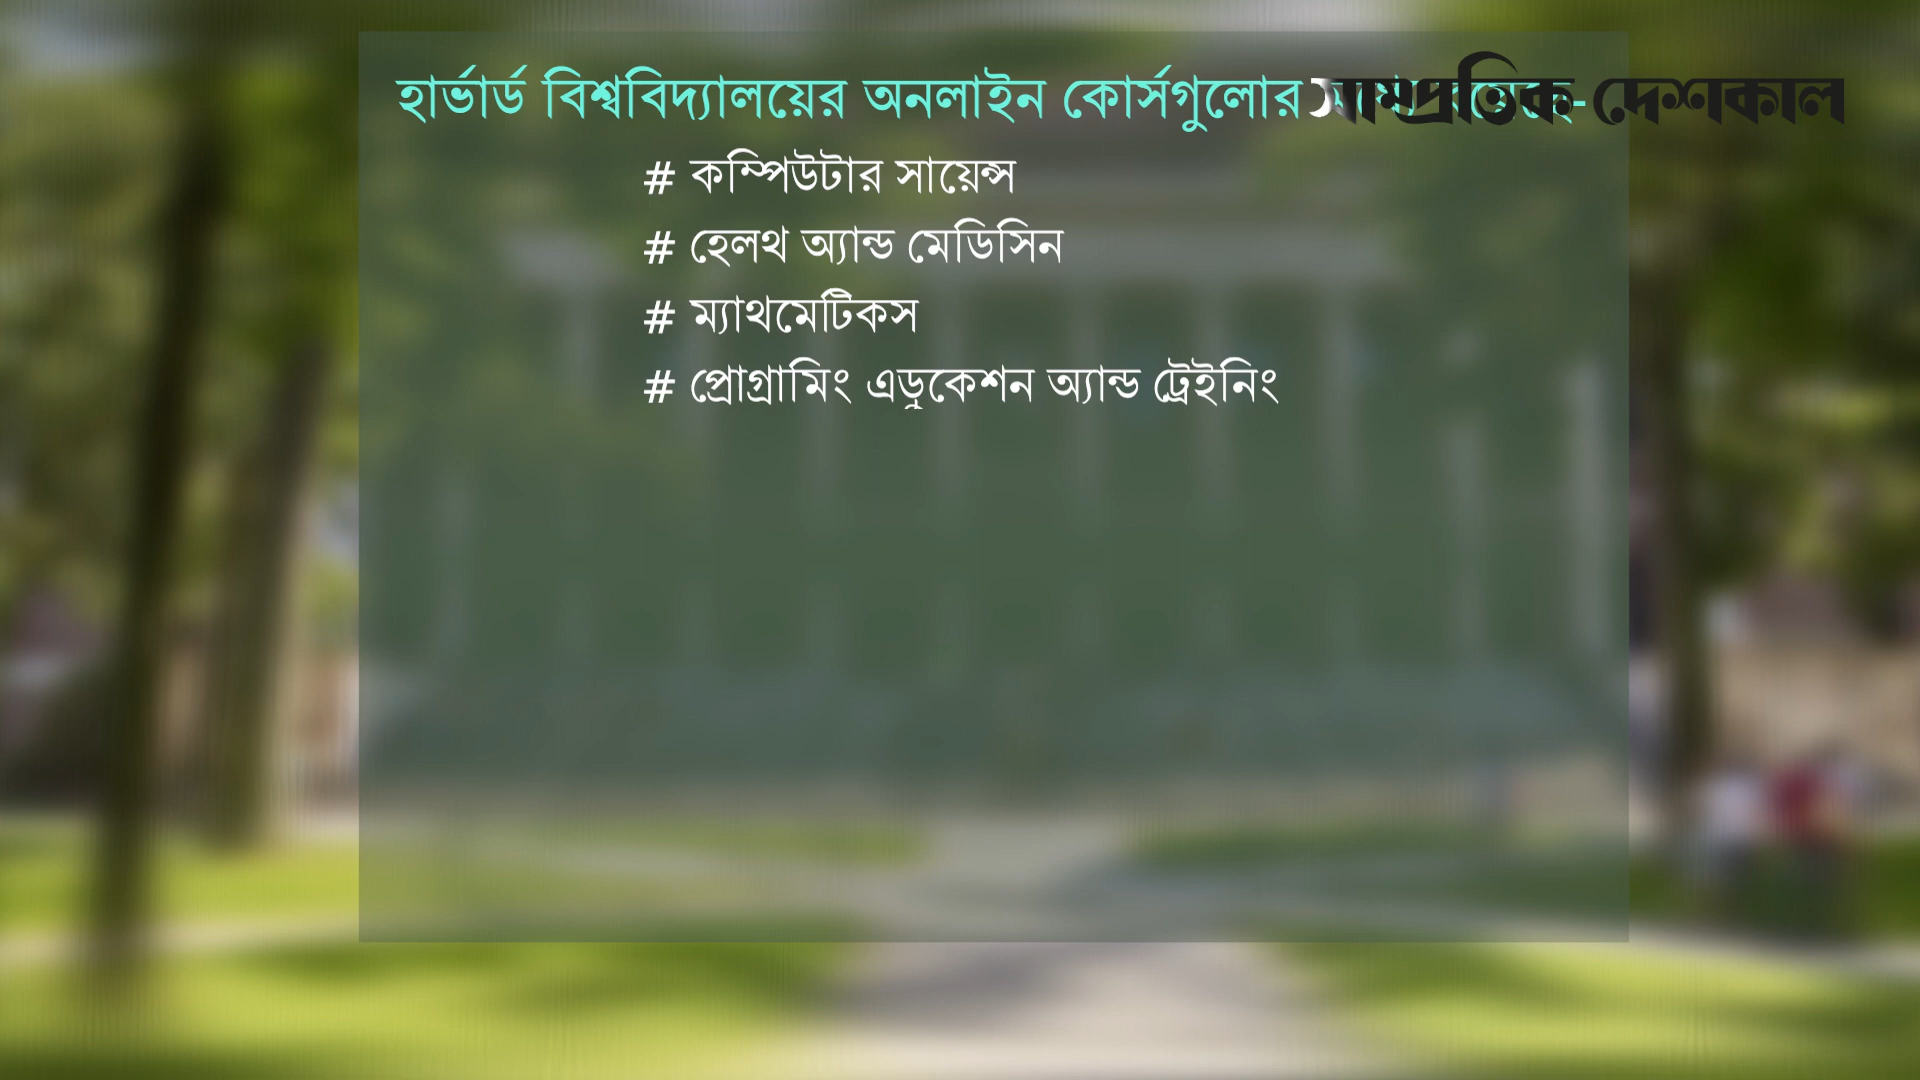 হার্ভার্ড বিশ্ববিদ্যালয়ের অনলাইন কোর্সগুলোর
সাম্প্রতিক দেশকাল
# কম্পিউটার সায়েন্স
# হেলথ অ্যান্ড মেডিসিন
# ম্যাথমেটিকস
# প্রোগ্রামিং এডুকেশন অ্যান্ড ট্রেইনিং